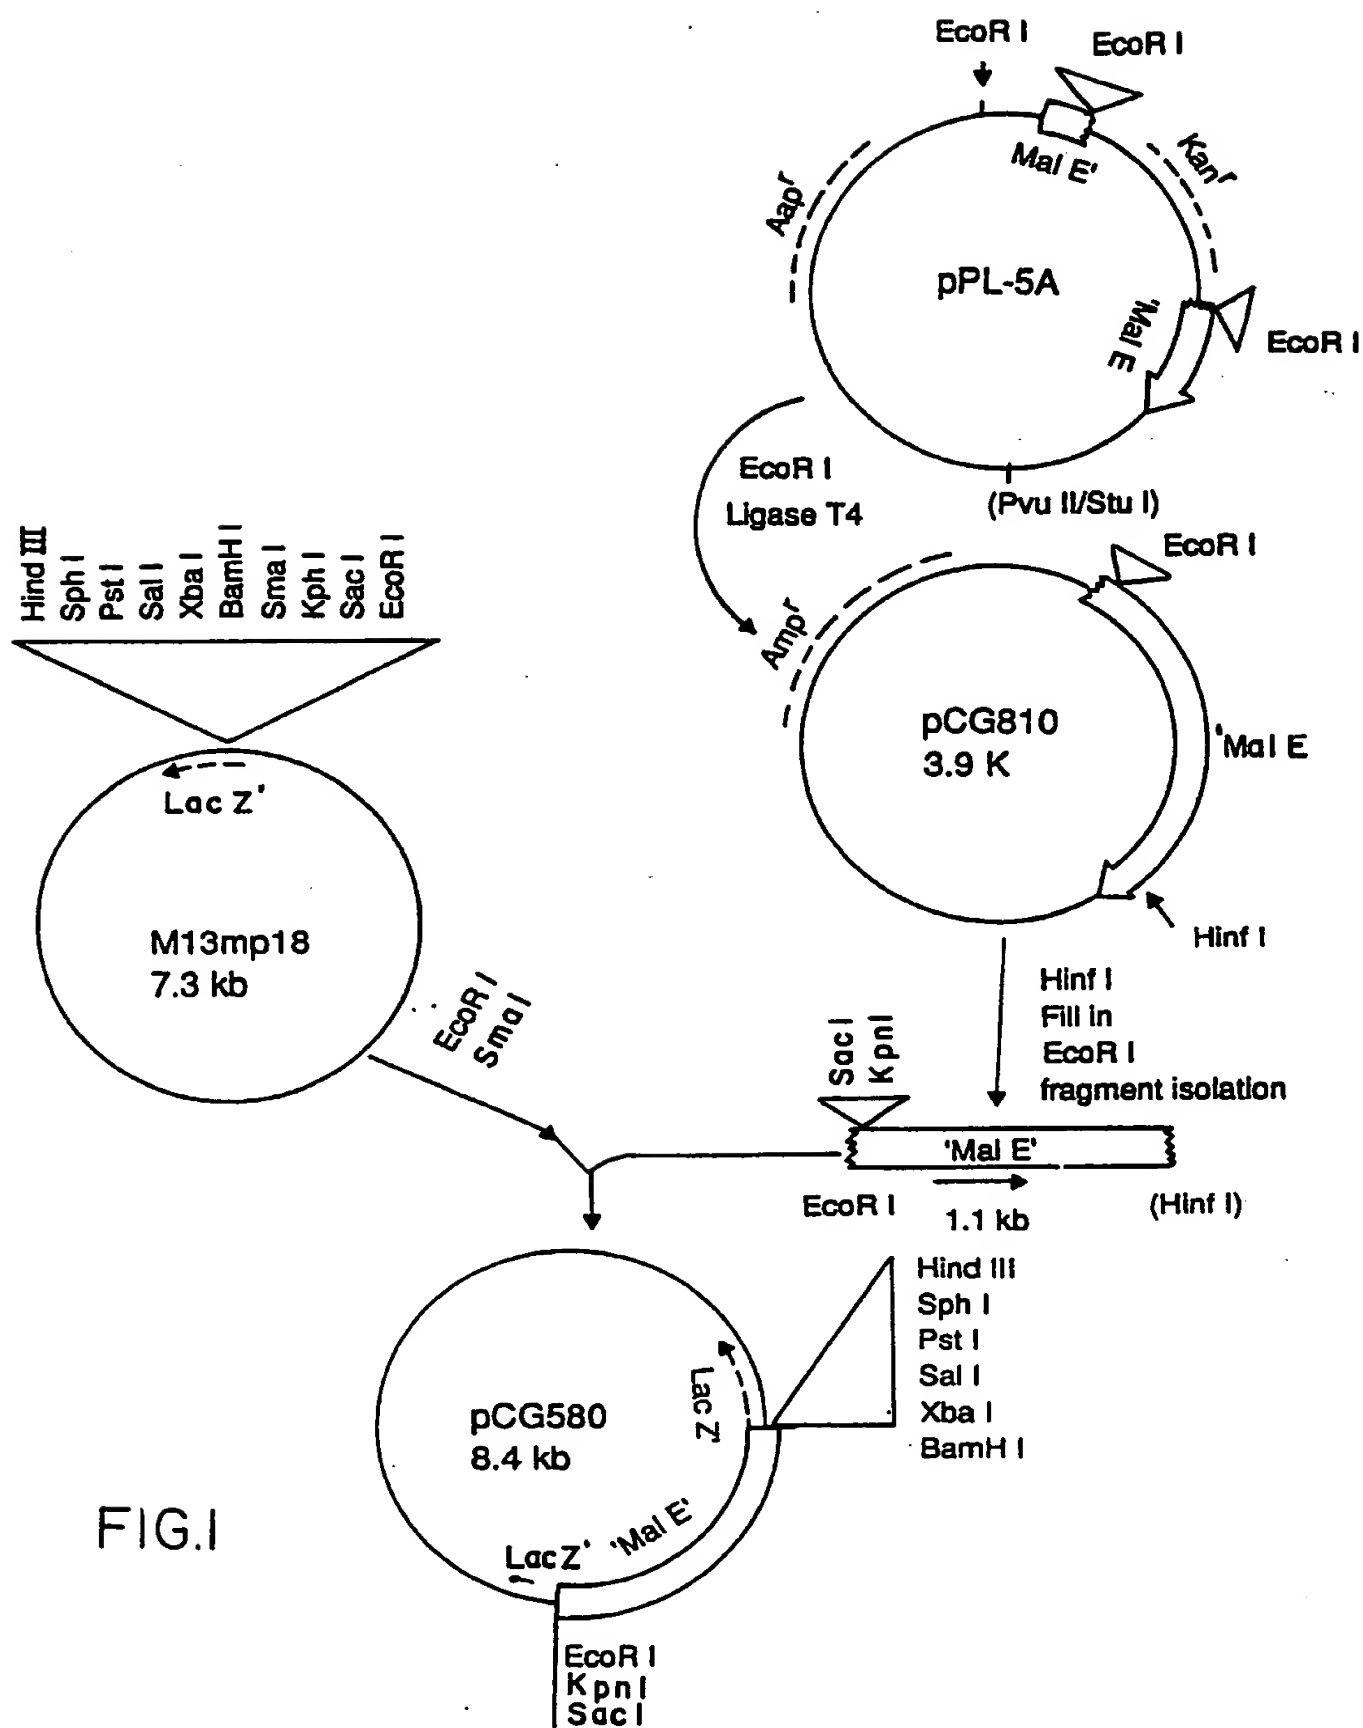 EcoR I
EcoR I
Mal E'
Kanʳ
Aapʳ
pPL-5A
'Mal E
EcoR I
EcoR I
Ligase T4
(Pvu II/Stu I)
Hind III
Sph I
Pst I
Sal I
Xba I
BamH I
Sma I
Kph I
Sac I
EcoR I
EcoR I
Ampʳ
pCG810
3.9 K
'Mal E
Hinf I
Lac Z'
M13mp18
7.3 kb
EcoR I
Sma I
Hinf I
Fill in
EcoR I
fragment isolation
Sac I
Kpn I
'Mal E'
EcoR I
1.1 kb
(Hinf I)
Hind III
Sph I
Pst I
Sal I
Xba I
BamH I
Lac Z'
pCG580
8.4 kb
'Mal E'
Lac Z'
EcoR I
Kpn I
Sac I
FIG.1